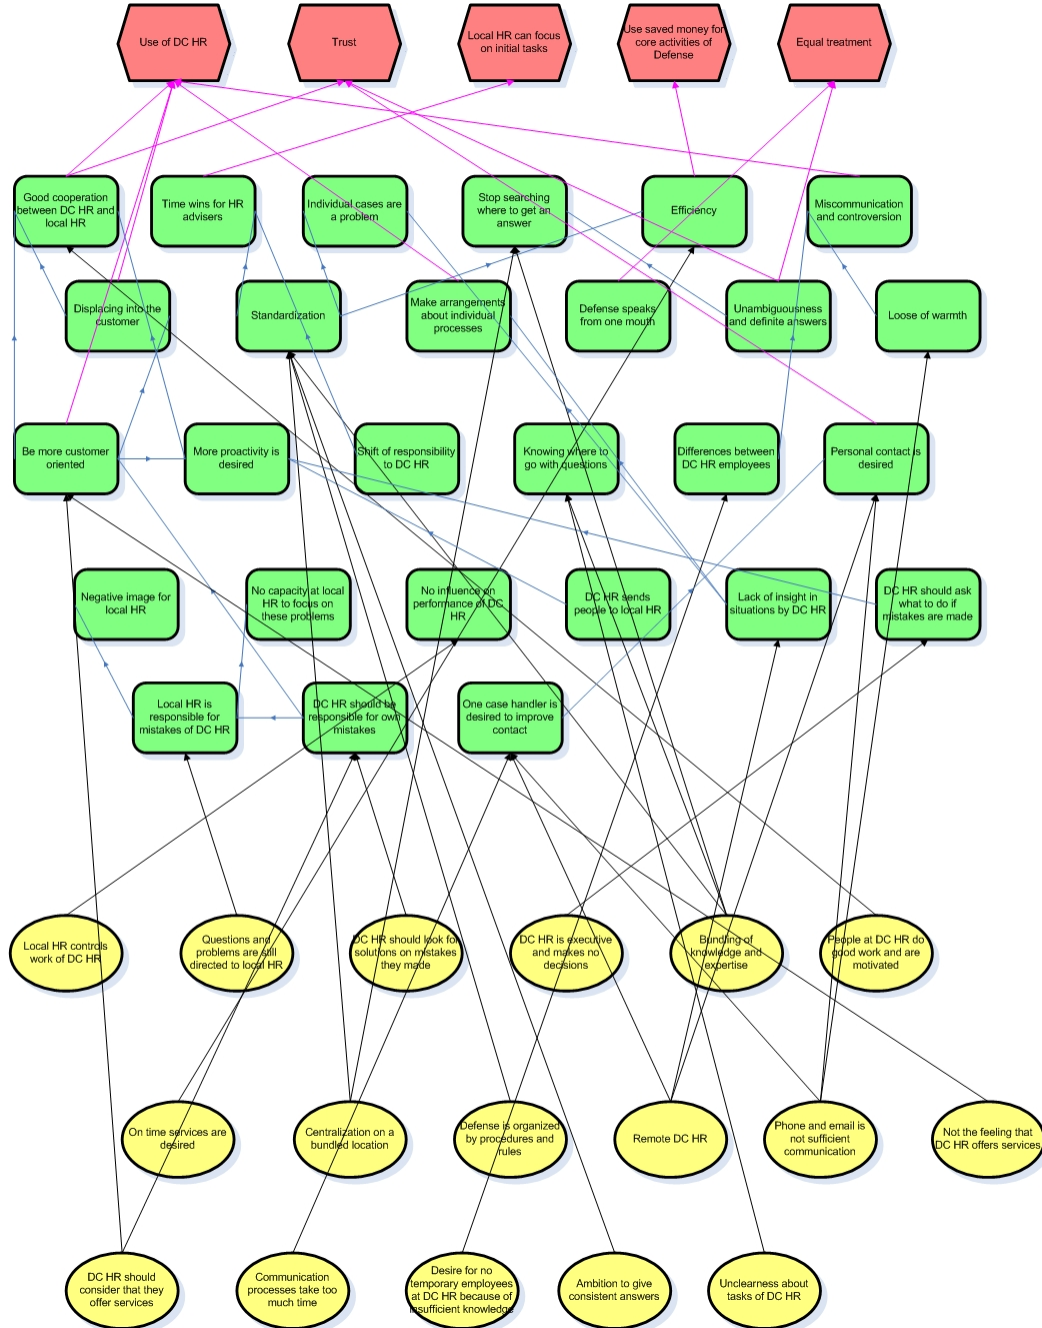 Use of DC HR
Trust
Local HR can focus
on initial tasks
Use saved money for
core activities of
Defense
Equal treatment
Good cooperation
between DC HR and
local HR
Time wins for HR
advisers
Individual cases are
a problem
Stop searching
where to get an
answer
Efficiency
Miscommunication
and controversion
Displacing into the
customer
Standardization
Make arrangements
about individual
processes
Defense speaks
from one mouth
Unambiguousness
and definite answers
Loose of warmth
Be more customer
oriented
More proactivity is
desired
Shift of responsibility
to DC HR
Knowing where to
go with questions
Differences between
DC HR employees
Personal contact is
desired
Negative image for
local HR
No capacity at local
HR to focus on
these problems
No influence on
performance of DC
HR
DC HR sends
people to local HR
Lack of insight in
situations by DC HR
DC HR should ask
what to do if
mistakes are made
Local HR is
responsible for
mistakes of DC HR
DC HR should be
responsible for own
mistakes
One case handler is
desired to improve
contact
Local HR controls
work of DC HR
Questions and
problems are still
directed to local HR
DC HR should look for
solutions on mistakes
they made
DC HR is executive
and makes no
decisions
Bundling of
knowledge and
expertise
People at DC HR do
good work and are
motivated
On time services are
desired
Centralization on a
bundled location
Defense is organized
by procedures and
rules
Remote DC HR
Phone and email is
not sufficient
communication
Not the feeling that
DC HR offers services
DC HR should
consider that they
offer services
Communication
processes take too
much time
Desire for no
temporary employees
at DC HR because of
insufficient knowledge
Ambition to give
consistent answers
Unclearness about
tasks of DC HR